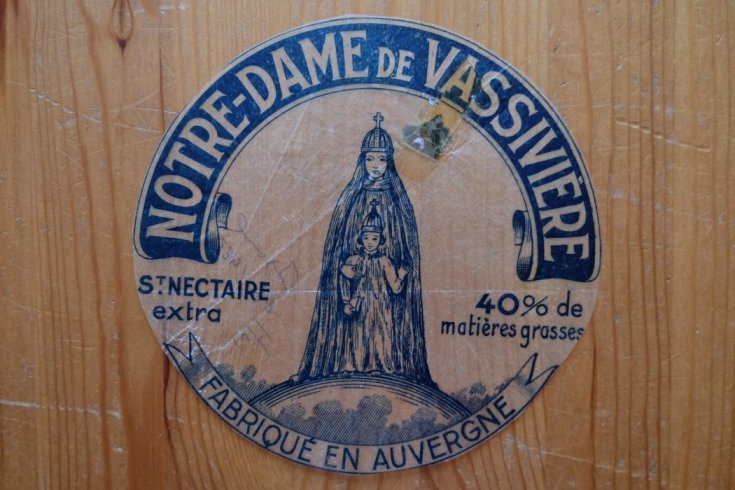 NOTRE-DAME DE VASSIVIÈRE
ST NECTAIRE
extra
40% de
matières grasses
FABRIQUÉ EN AUVERGNE